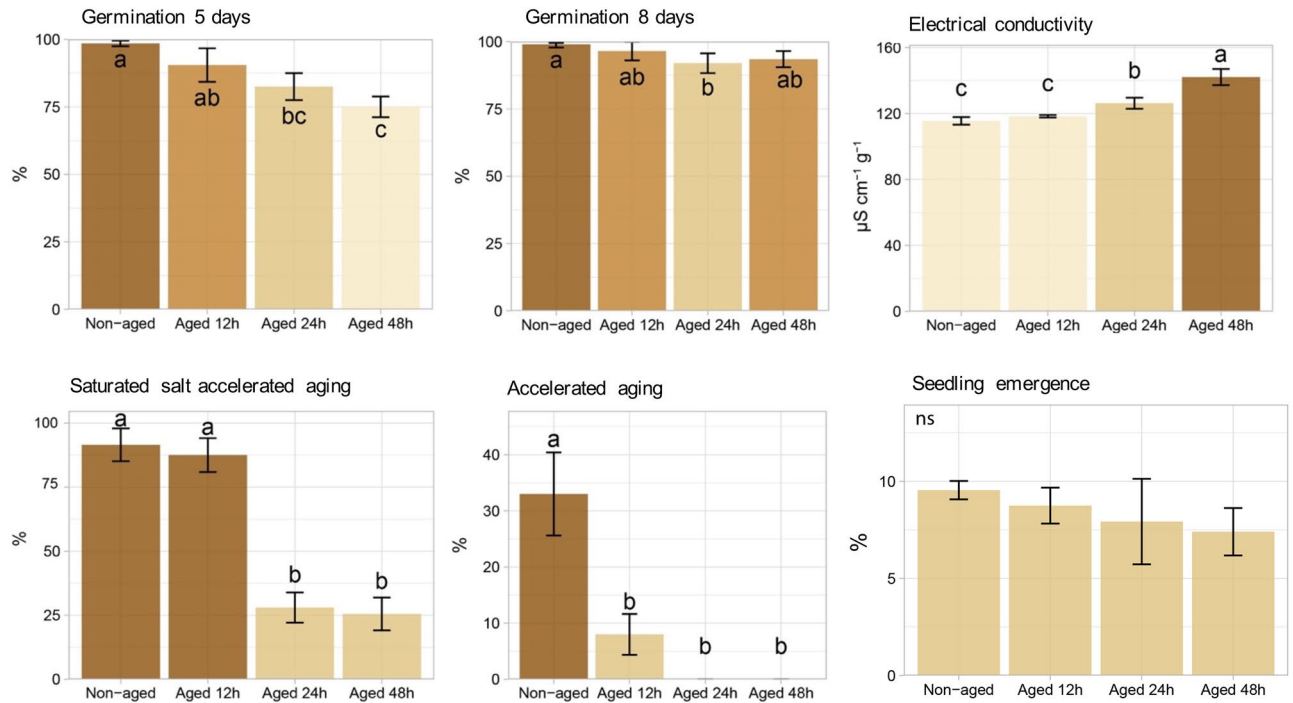 Germination 5 days
100
75
50
25
0
%
a
ab
bc
c
Non−aged Aged 12h Aged 24h Aged 48h
Germination 8 days
100
75
50
25
0
%
a
ab
b
ab
Non−aged Aged 12h Aged 24h Aged 48h
Electrical conductivity
160
120
80
40
0
µS cm⁻¹ g⁻¹
c
c
b
a
Non−aged Aged 12h Aged 24h Aged 48h
Saturated salt accelerated aging
100
75
50
25
0
%
a
a
b
b
Non−aged Aged 12h Aged 24h Aged 48h
Accelerated aging
40
30
20
10
0
%
a
b
b
b
Non−aged Aged 12h Aged 24h Aged 48h
Seedling emergence
ns
10
5
0
%
Non−aged Aged 12h Aged 24h Aged 48h